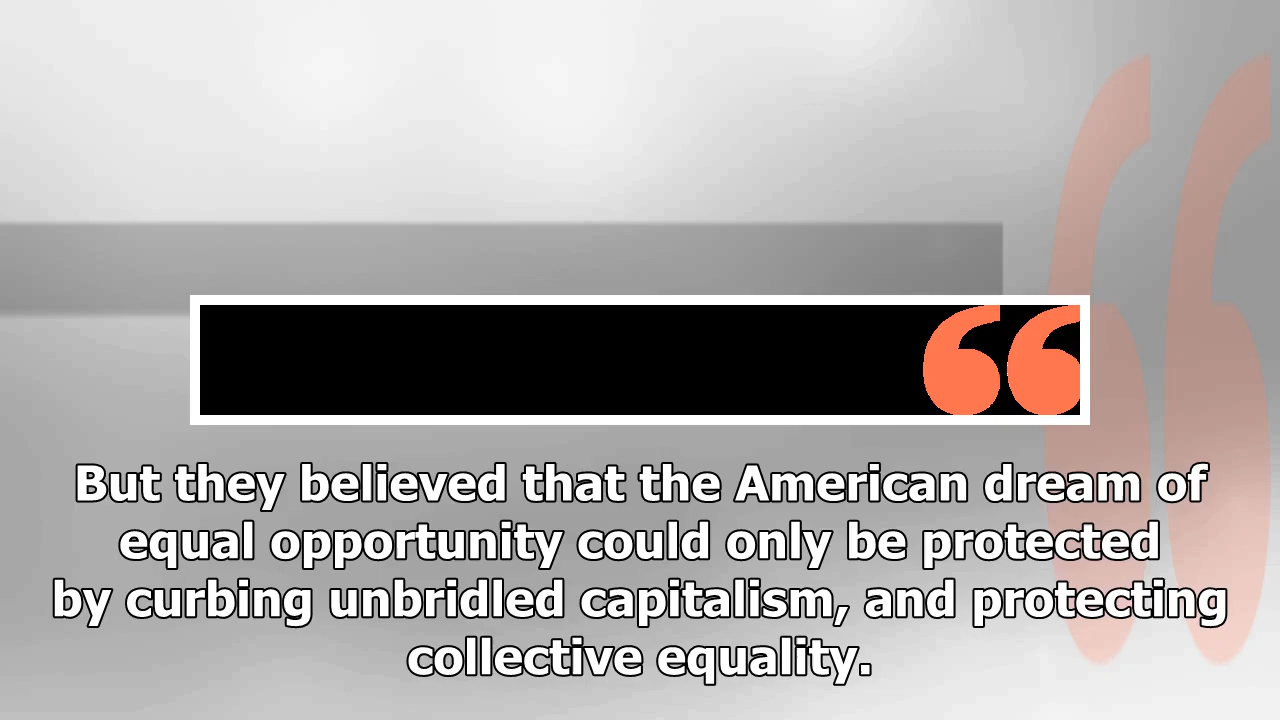 But they believed that the American dream of
equal opportunity could only be protected
by curbing unbridled capitalism, and protecting
collective equality.